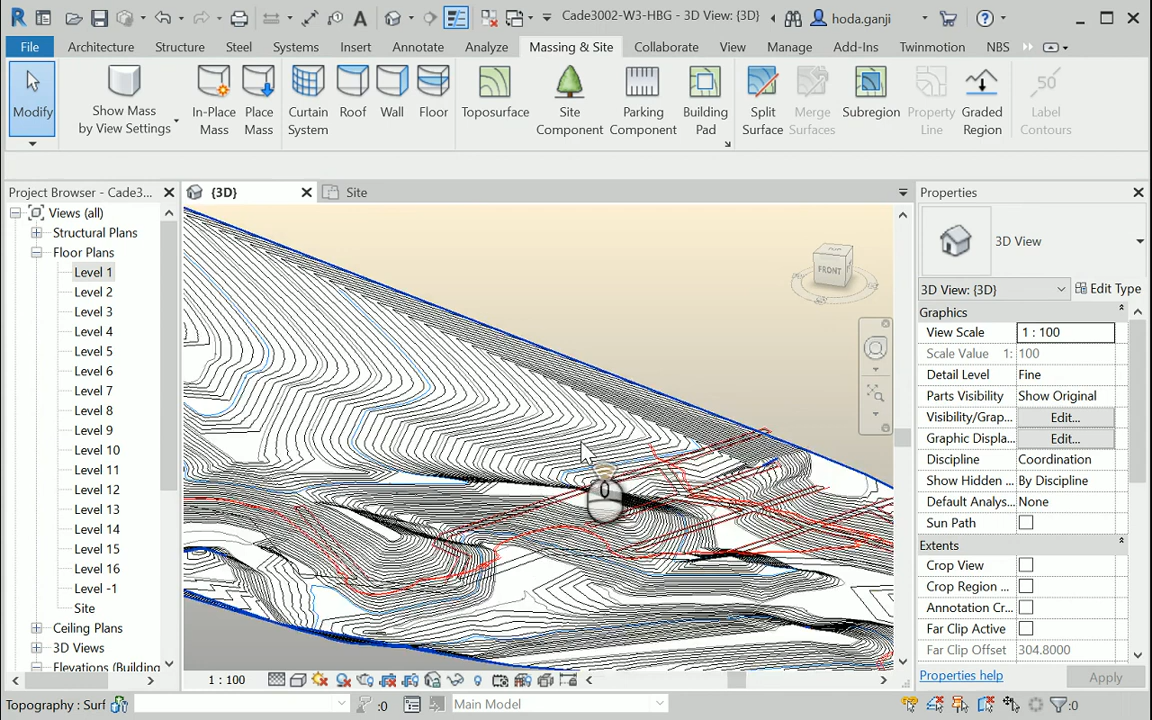 Cade3002-W3-HBG - 3D View: {3D}
hoda.ganji
File
Architecture
Structure
Steel
Systems
Insert
Annotate
Analyze
Massing & Site
Collaborate
View
Manage
Add-Ins
Twinmotion
NBS
Modify
Show Mass
by View Settings
In-Place
Mass
Place
Mass
Curtain
System
Roof
Wall
Floor
Toposurface
Site
Component
Parking
Component
Building
Pad
Split
Surface
Merge
Surfaces
Subregion
Property
Line
Graded
Region
50
Label
Contours
Project Browser - Cade3...
{3D}
Site
Properties
Views (all)
Structural Plans
Floor Plans
Level 1
Level 2
Level 3
Level 4
Level 5
Level 6
Level 7
Level 8
Level 9
Level 10
Level 11
Level 12
Level 13
Level 14
Level 15
Level 16
Level -1
Site
Ceiling Plans
3D Views
Elevations (Building
FRONT
3D View
3D View: {3D}
Edit Type
Graphics
View Scale
1 : 100
Scale Value 1:
100
Detail Level
Fine
Parts Visibility
Show Original
Visibility/Grap...
Edit...
Graphic Displa...
Edit...
Discipline
Coordination
Show Hidden ...
By Discipline
Default Analys...
None
Sun Path
Extents
Crop View
Crop Region ...
Annotation Cr...
Far Clip Active
Far Clip Offset
304.8000
Properties help
Apply
1 : 100
Topography : Surf
:0
Main Model
:0